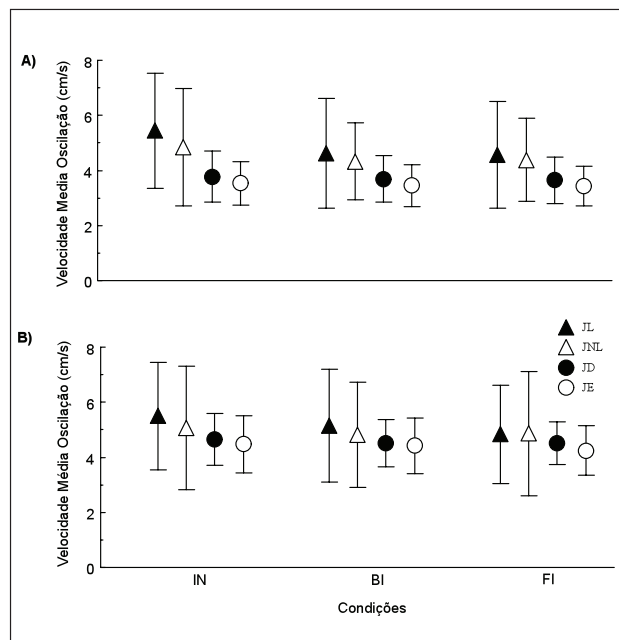 A)
Velocidade Media Oscilação (cm/s)
8
6
4
2
0
B)
Velocidade Média Oscilação (cm/s)
8
6
4
2
0
JL
JNL
JD
JE
IN BI FI
Condições